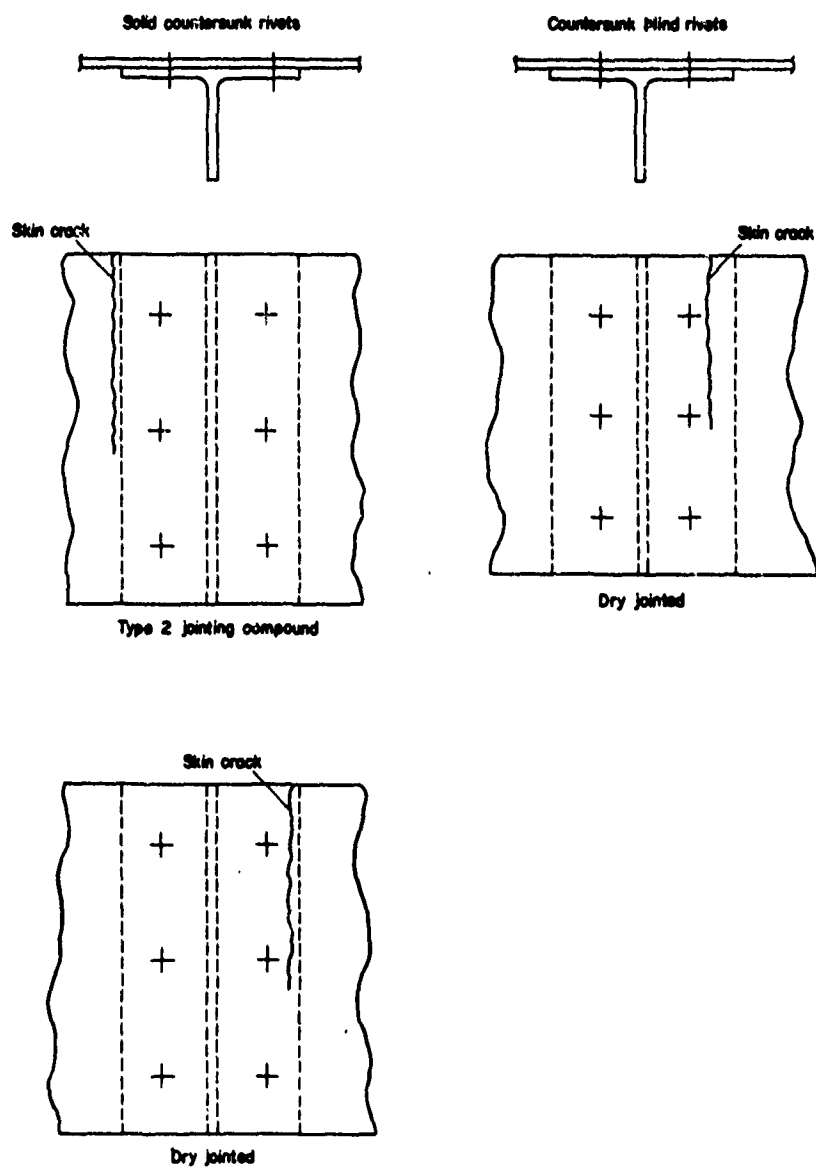 Solid countersunk rivets
Countersunk blind rivets
Skin crack
Skin crack
Type 2 jointing compound
Dry jointed
Skin crack
Dry jointed